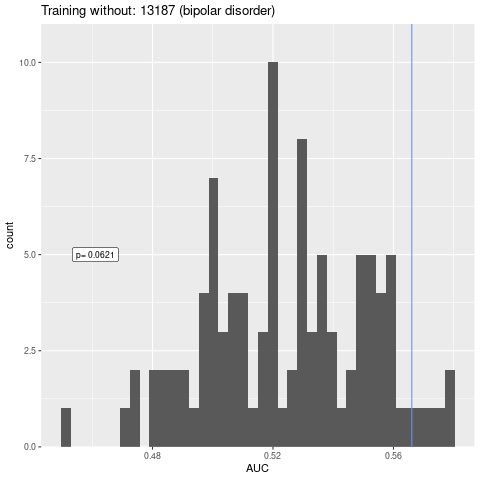 Training without: 13187 (bipolar disorder)
10.0
7.5
5.0
2.5
0.0
count
p= 0.0621
0.48
0.52
0.56
AUC